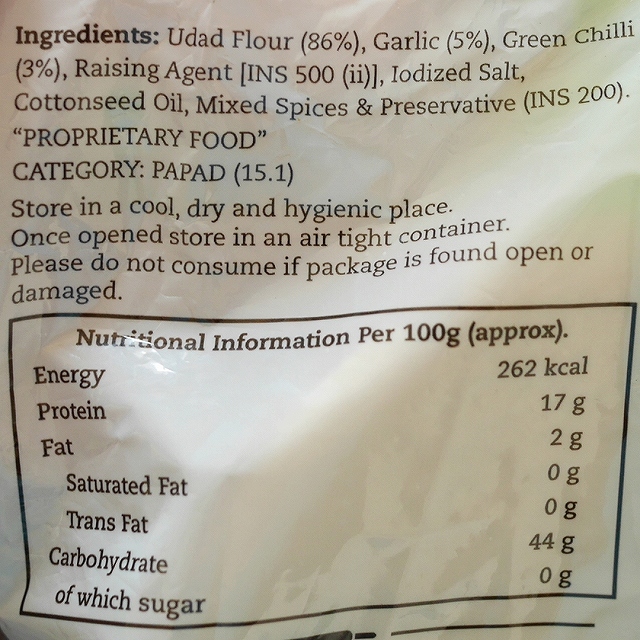 Ingredients: Udad Flour (86%), Garlic (5%), Green Chilli
(3%), Raising Agent [INS 500 (ii)], Iodized Salt,
Cottonseed Oil, Mixed Spices & Preservative (INS 200).
“PROPRIETARY FOOD”
CATEGORY: PAPAD (15.1)
Store in a cool, dry and hygienic place.
Once opened store in an air tight container.
Please do not consume if package is found open or
damaged.
Nutritional Information Per 100g (approx).
Energy 262 kcal
Protein 17 g
Fat 2 g
Saturated Fat 0 g
Trans Fat 0 g
Carbohydrate 44 g
of which sugar 0 g